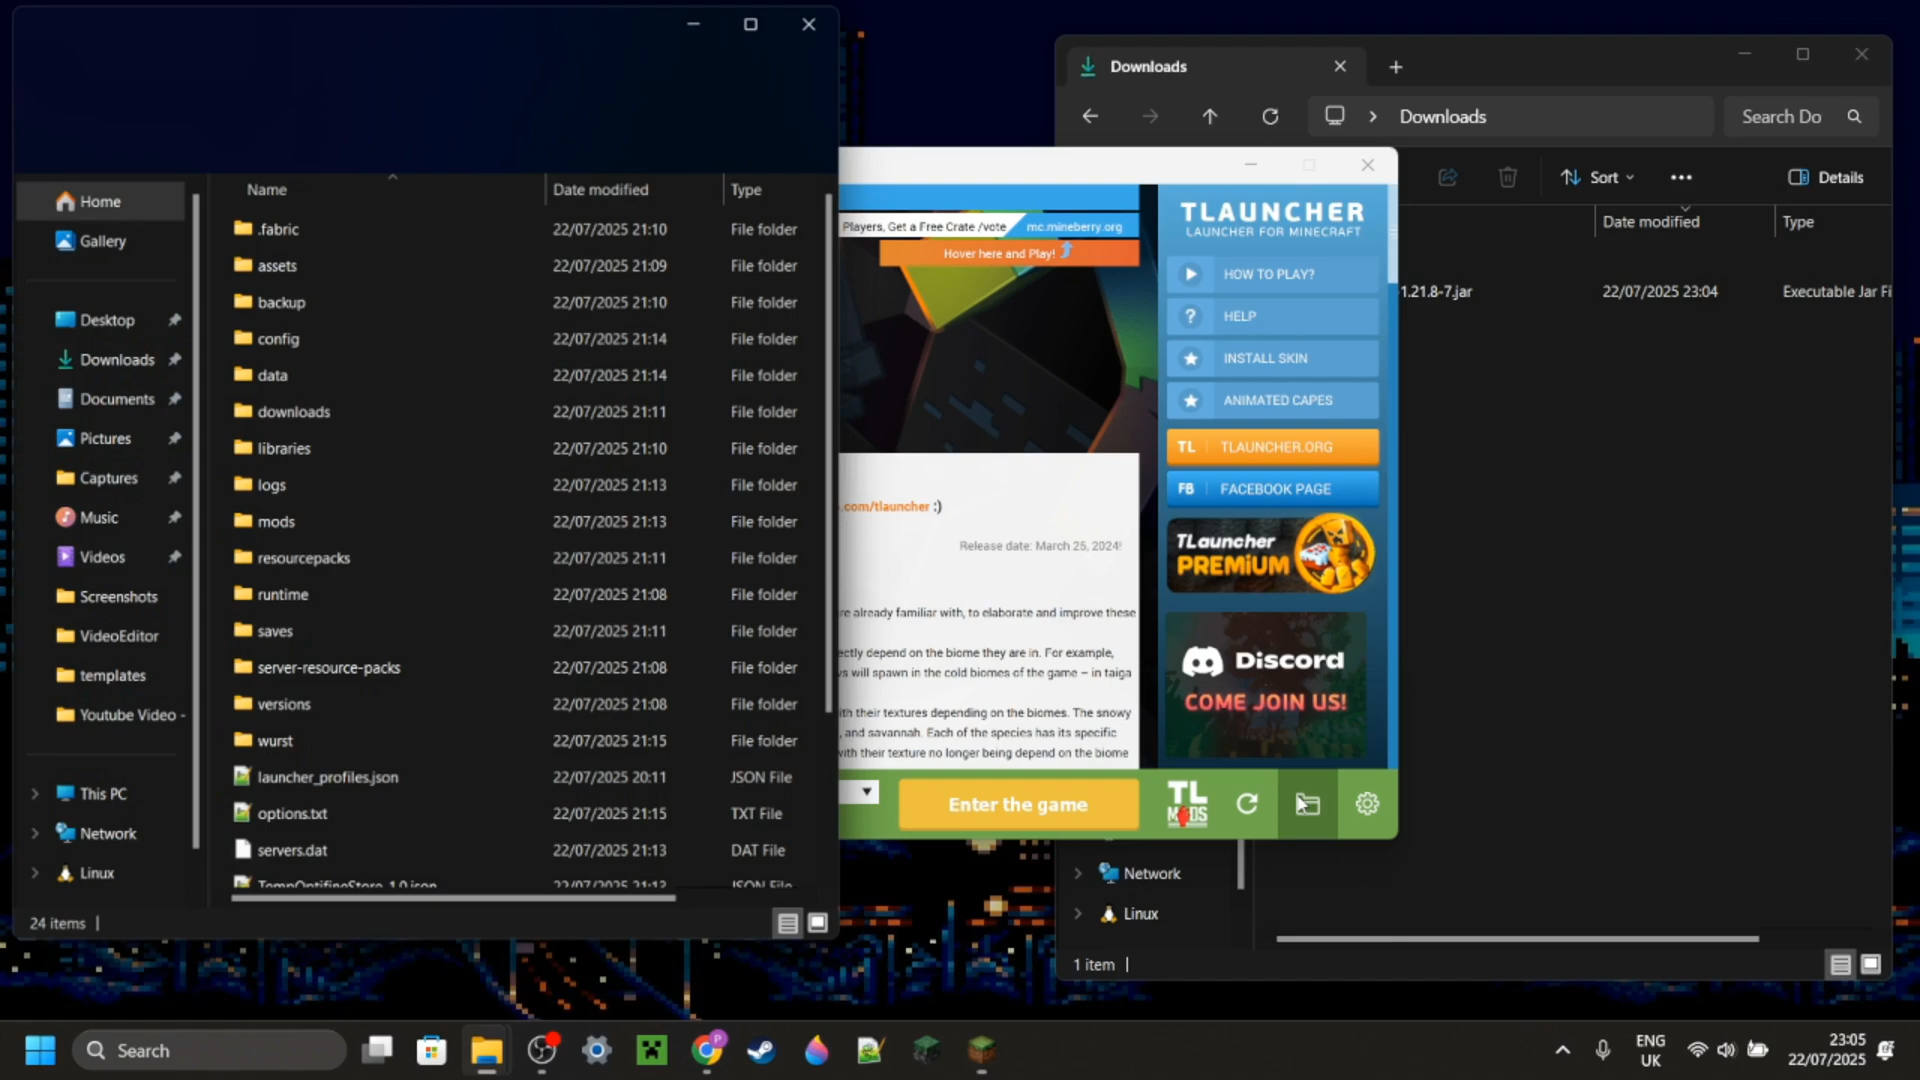 Name
Date modified
Type
Home
Gallery
Desktop
Downloads
Documents
Pictures
Captures
Music
Videos
Screenshots
VideoEditor
templates
Youtube Video -
This PC
Network
Linux
.fabric 22/07/2025 21:10 File folder
assets 22/07/2025 21:09 File folder
backup 22/07/2025 21:10 File folder
config 22/07/2025 21:14 File folder
data 22/07/2025 21:14 File folder
downloads 22/07/2025 21:11 File folder
libraries 22/07/2025 21:10 File folder
logs 22/07/2025 21:13 File folder
mods 22/07/2025 21:13 File folder
resourcepacks 22/07/2025 21:11 File folder
runtime 22/07/2025 21:08 File folder
saves 22/07/2025 21:11 File folder
server-resource-packs 22/07/2025 21:08 File folder
versions 22/07/2025 21:08 File folder
wurst 22/07/2025 21:15 File folder
launcher_profiles.json 22/07/2025 20:11 JSON File
options.txt 22/07/2025 21:15 TXT File
servers.dat 22/07/2025 21:13 DAT File
TempOptifineStore_1.0.json 22/07/2025 21:13 JSON File
24 items
Players, Get a Free Crate /vote mc.mineberry.org
Hover here and Play!
.com/tlauncher :)
Release date: March 25, 2024!
re already familiar with, to elaborate and improve these
ectly depend on the biome they are in. For example,
vs will spawn in the cold biomes of the game – in taiga
ith their textures depending on the biomes. The snowy
, and savannah. Each of the species has its specific
with their texture no longer being depend on the biome
TLAUNCHER
LAUNCHER FOR MINECRAFT
HOW TO PLAY?
HELP
INSTALL SKIN
ANIMATED CAPES
TL TLAUNCHER.ORG
FB FACEBOOK PAGE
TLauncher
PREMiUM
Discord
COME JOIN US!
Enter the game
TL
MODS
Downloads
Downloads
Search Do
Sort
Details
Date modified
Type
1.21.8-7.jar 22/07/2025 23:04 Executable Jar Fi
Network
Linux
1 item
Search
P
ENG
UK
23:05
22/07/2025